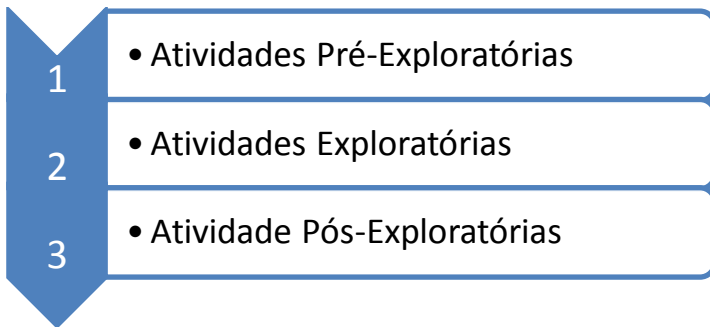 1
• Atividades Pré-Exploratórias
2
• Atividades Exploratórias
3
• Atividade Pós-Exploratórias